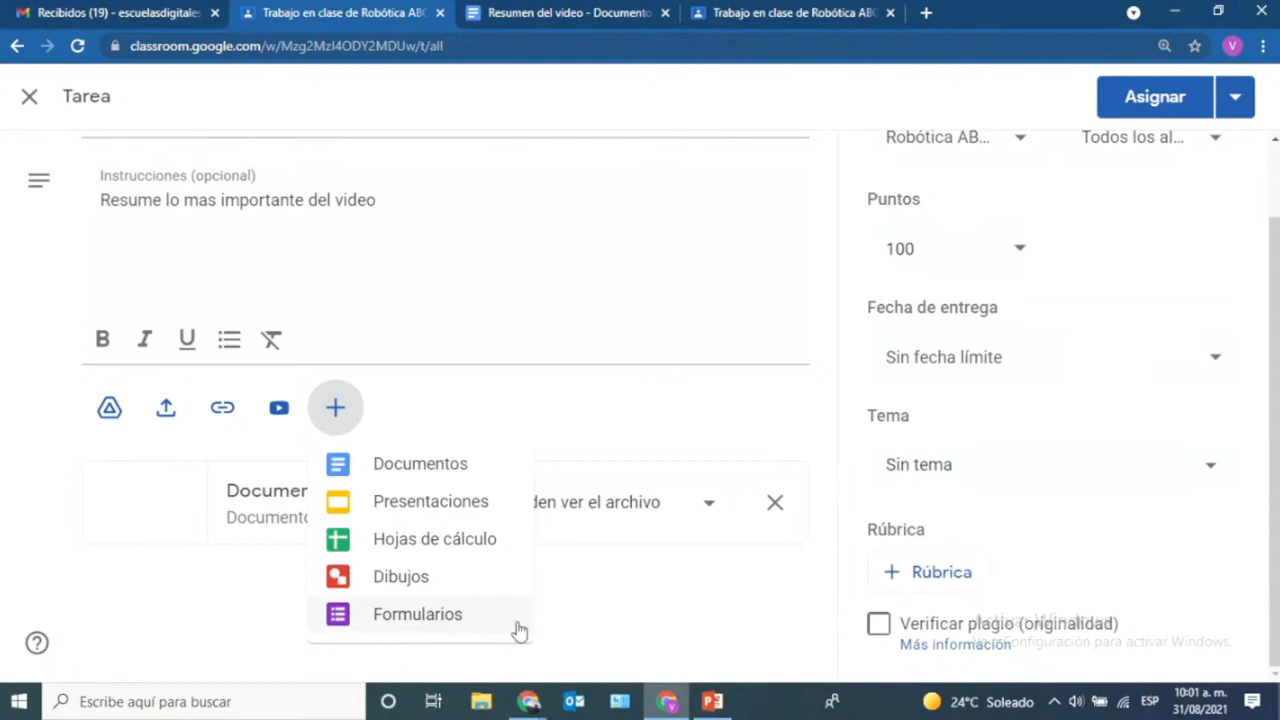 Recibidos (19) - escuelasdigitales
Trabajo en clase de Robótica ABC
Resumen del video - Documento
Trabajo en clase de Robótica ABC
classroom.google.com/w/Mzg2MzI4ODY2MDUw/t/all
V
Tarea
Asignar
Robótica AB...
Todos los al...
Instrucciones (opcional)
Resume lo mas importante del video
Puntos
100
Fecha de entrega
Sin fecha límite
Tema
Sin tema
Rúbrica
+ Rúbrica
Verificar plagio (originalidad)
Más información
B I U
Documentos
Presentaciones
Hojas de cálculo
Dibujos
Formularios
den ver el archivo
Escribe aquí para buscar
24°C Soleado
ESP
10:01 a. m.
31/08/2021